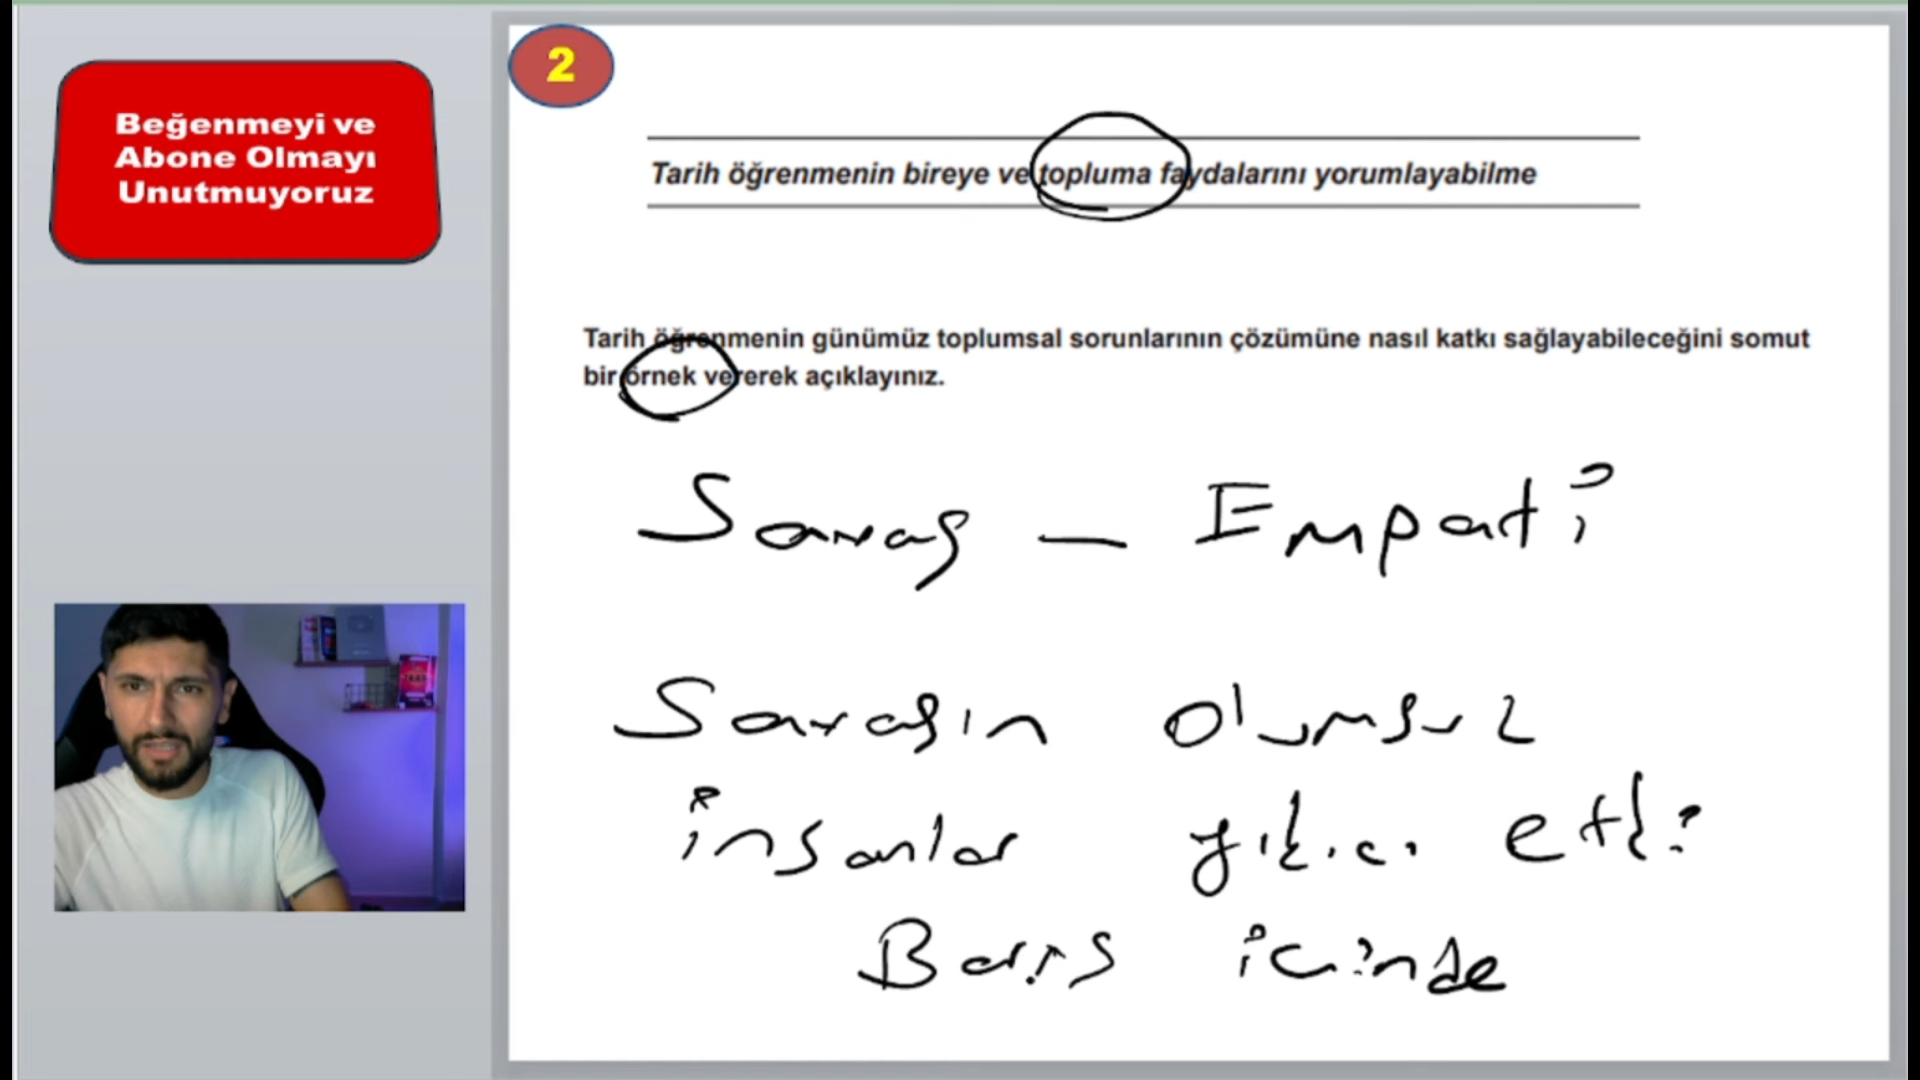 Beğenmeyi ve
Abone Olmayı
Unutmuyoruz
2
Tarih öğrenmenin bireye ve topluma faydalarını yorumlayabilme
Tarih öğrenmenin günümüz toplumsal sorunlarının çözümüne nasıl katkı sağlayabileceğini somut
bir örnek vererek açıklayınız.
Savaş — Empati
Savaşın olumsuz
insanlar yıkıcı etki
Barış içinde